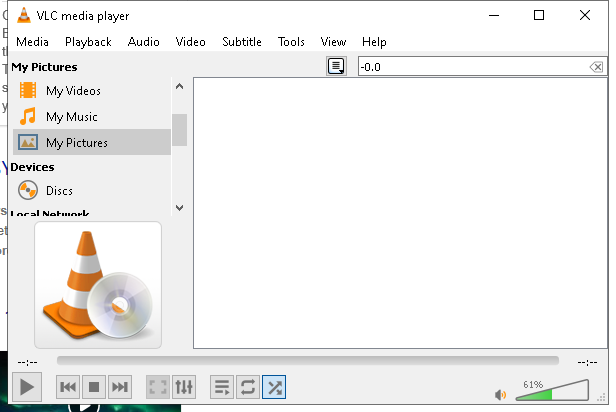 VLC media player
Media Playback Audio Video Subtitle Tools View Help
My Pictures
-0.0
My Videos
My Music
My Pictures
Devices
Discs
Local Network
--:-- --:--
61%